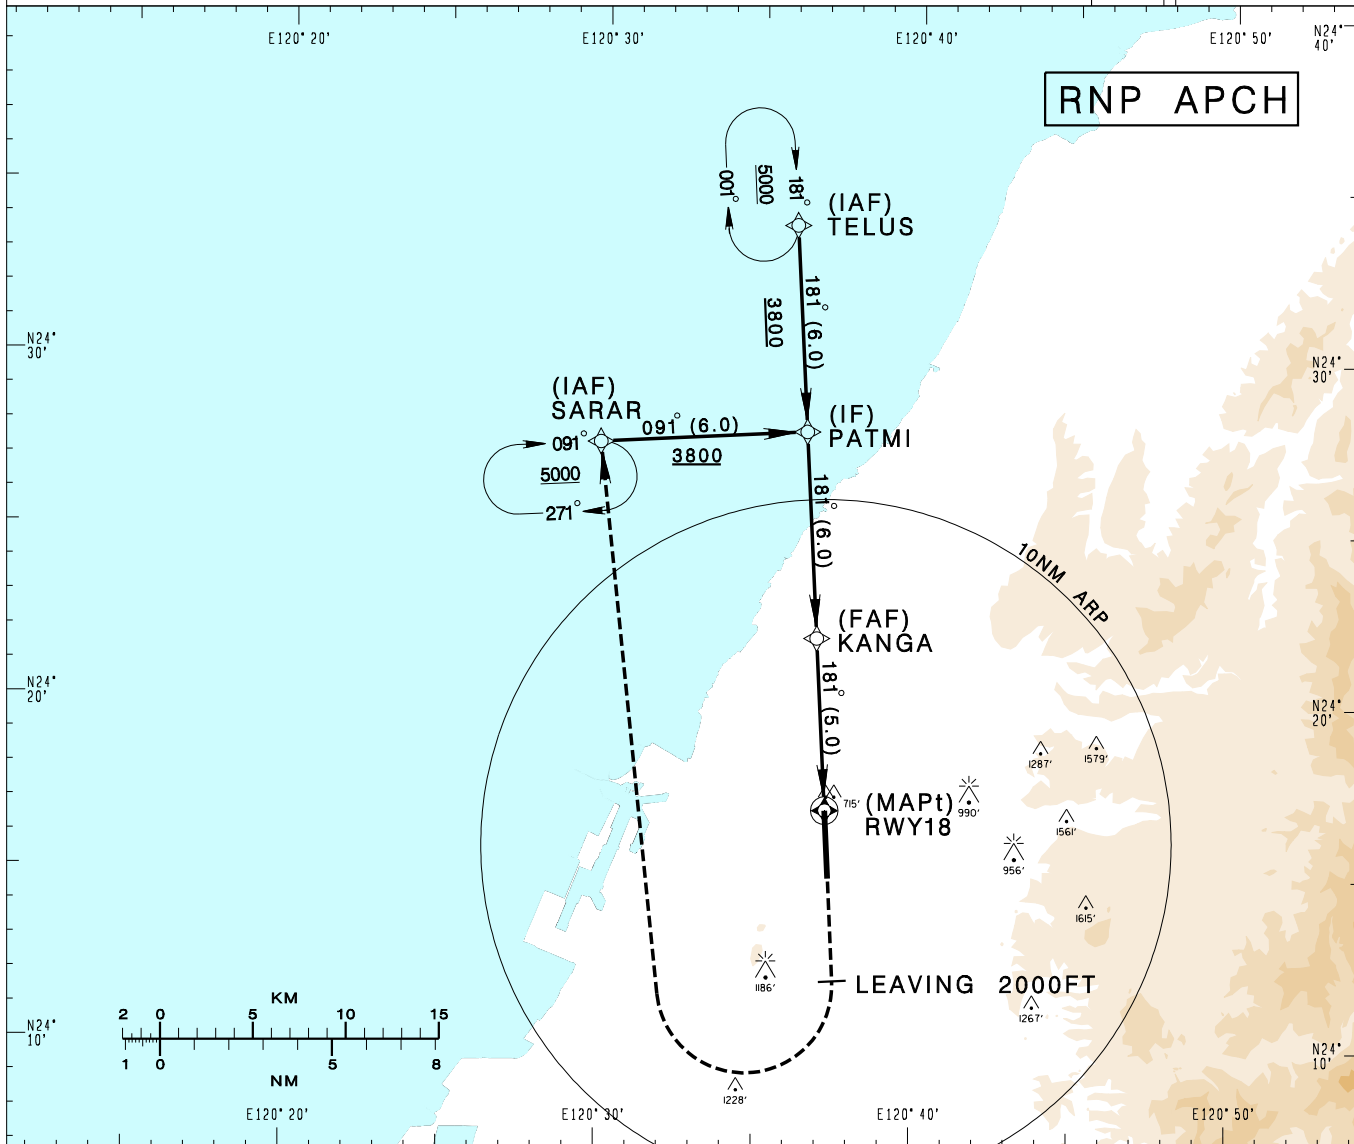 E120° 20'
E120° 30'
E120° 40'
E120° 50'
N24°
40'
RNP APCH
001°
5000
181°
(IAF)
TELUS
181° (6.0)
3800
N24°
30'
N24°
30'
(IAF)
SARAR
091° (6.0)
3800
(IF)
PATMI
091°
5000
271°
181° (6.0)
10NM ARP
(FAF)
KANGA
181° (5.0)
N24°
20'
N24°
20'
1287'
1579'
715'
(MAPt)
RWY18
990'
1561'
956'
1615'
1186'
LEAVING 2000FT
1267'
KM
2 0 5 10 15
1 0 5 8
NM
N24°
10'
N24°
10'
1228'
E120° 20'
E120° 30'
E120° 40'
E120° 50'